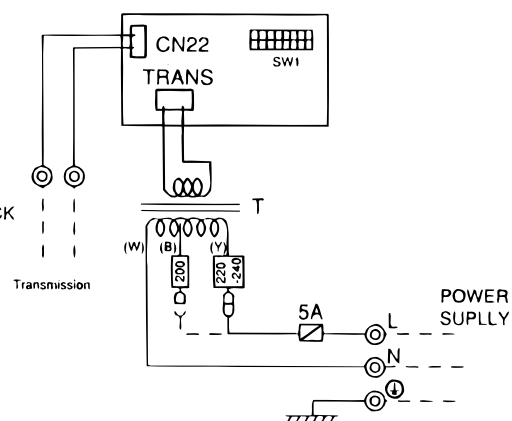 CN22
SW1
TRANS
CK
T
(W) (B) (Y)
200
220
-240
Transmission
5A
L
POWER
SUPLLY
N